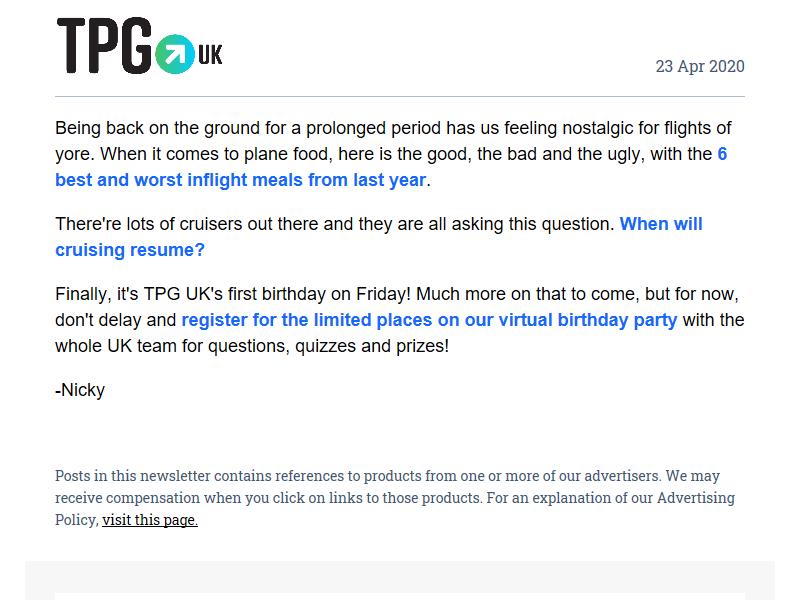 TPG UK
23 Apr 2020
Being back on the ground for a prolonged period has us feeling nostalgic for flights of
yore. When it comes to plane food, here is the good, the bad and the ugly, with the 6
best and worst inflight meals from last year.
There're lots of cruisers out there and they are all asking this question. When will
cruising resume?
Finally, it's TPG UK's first birthday on Friday! Much more on that to come, but for now,
don't delay and register for the limited places on our virtual birthday party with the
whole UK team for questions, quizzes and prizes!
-Nicky
Posts in this newsletter contains references to products from one or more of our advertisers. We may
receive compensation when you click on links to those products. For an explanation of our Advertising
Policy, visit this page.